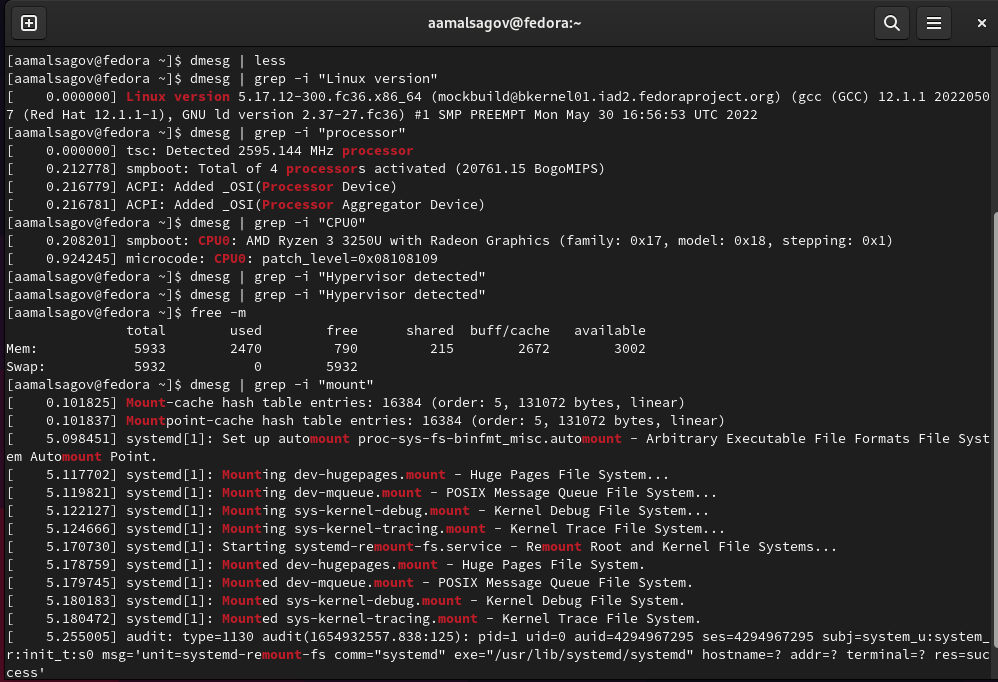 aamalsagov@fedora:~
[aamalsagov@fedora ~]$ dmesg | less
[aamalsagov@fedora ~]$ dmesg | grep -i "Linux version"
[    0.000000] Linux version 5.17.12-300.fc36.x86_64 (mockbuild@bkernel01.iad2.fedoraproject.org) (gcc (GCC) 12.1.1 2022050
7 (Red Hat 12.1.1-1), GNU ld version 2.37-27.fc36) #1 SMP PREEMPT Mon May 30 16:56:53 UTC 2022
[aamalsagov@fedora ~]$ dmesg | grep -i "processor"
[    0.000000] tsc: Detected 2595.144 MHz processor
[    0.212778] smpboot: Total of 4 processors activated (20761.15 BogoMIPS)
[    0.216779] ACPI: Added _OSI(Processor Device)
[    0.216781] ACPI: Added _OSI(Processor Aggregator Device)
[aamalsagov@fedora ~]$ dmesg | grep -i "CPU0"
[    0.208201] smpboot: CPU0: AMD Ryzen 3 3250U with Radeon Graphics (family: 0x17, model: 0x18, stepping: 0x1)
[    0.924245] microcode: CPU0: patch_level=0x08108109
[aamalsagov@fedora ~]$ dmesg | grep -i "Hypervisor detected"
[aamalsagov@fedora ~]$ dmesg | grep -i "Hypervisor detected"
[aamalsagov@fedora ~]$ free -m
               total        used        free      shared  buff/cache   available
Mem:            5933        2470         790         215        2672        3002
Swap:           5932           0        5932
[aamalsagov@fedora ~]$ dmesg | grep -i "mount"
[    0.101825] Mount-cache hash table entries: 16384 (order: 5, 131072 bytes, linear)
[    0.101837] Mountpoint-cache hash table entries: 16384 (order: 5, 131072 bytes, linear)
[    5.098451] systemd[1]: Set up automount proc-sys-fs-binfmt_misc.automount - Arbitrary Executable File Formats File Syst
em Automount Point.
[    5.117702] systemd[1]: Mounting dev-hugepages.mount - Huge Pages File System...
[    5.119821] systemd[1]: Mounting dev-mqueue.mount - POSIX Message Queue File System...
[    5.122127] systemd[1]: Mounting sys-kernel-debug.mount - Kernel Debug File System...
[    5.124666] systemd[1]: Mounting sys-kernel-tracing.mount - Kernel Trace File System...
[    5.170730] systemd[1]: Starting systemd-remount-fs.service - Remount Root and Kernel File Systems...
[    5.178759] systemd[1]: Mounted dev-hugepages.mount - Huge Pages File System.
[    5.179745] systemd[1]: Mounted dev-mqueue.mount - POSIX Message Queue File System.
[    5.180183] systemd[1]: Mounted sys-kernel-debug.mount - Kernel Debug File System.
[    5.180472] systemd[1]: Mounted sys-kernel-tracing.mount - Kernel Trace File System.
[    5.255005] audit: type=1130 audit(1654932557.838:125): pid=1 uid=0 auid=4294967295 ses=4294967295 subj=system_u:system_
r:init_t:s0 msg='unit=systemd-remount-fs comm="systemd" exe="/usr/lib/systemd/systemd" hostname=? addr=? terminal=? res=suc
cess'